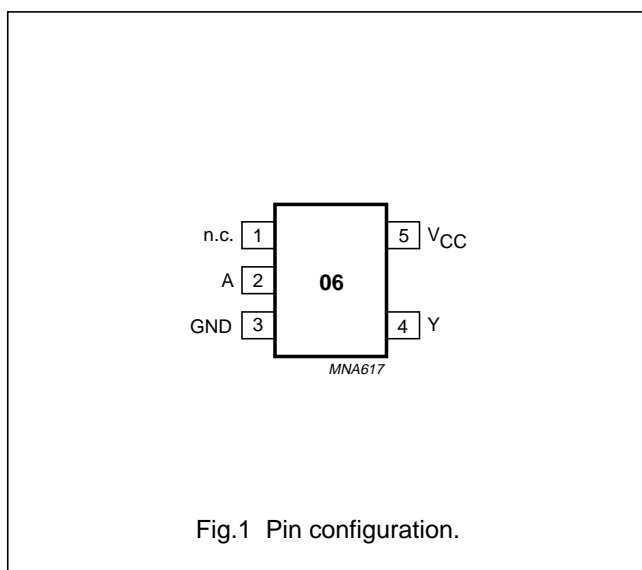 n.c. 1
5 VCC
A 2
06
GND 3
4 Y
MNA617
Fig.1 Pin configuration.